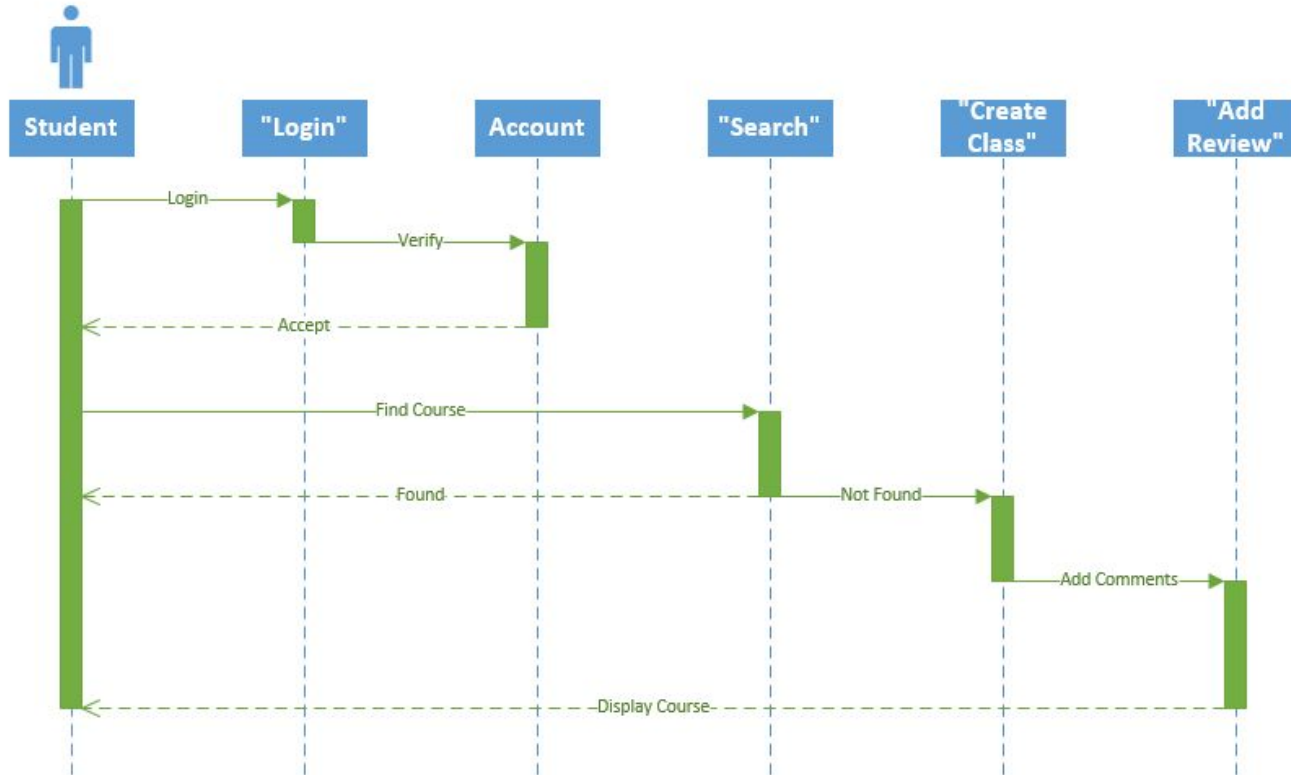 Student
"Login"
Account
"Search"
"Create
Class"
"Add
Review"
Login
Verify
Accept
Find Course
Found
Not Found
Add Comments
Display Course